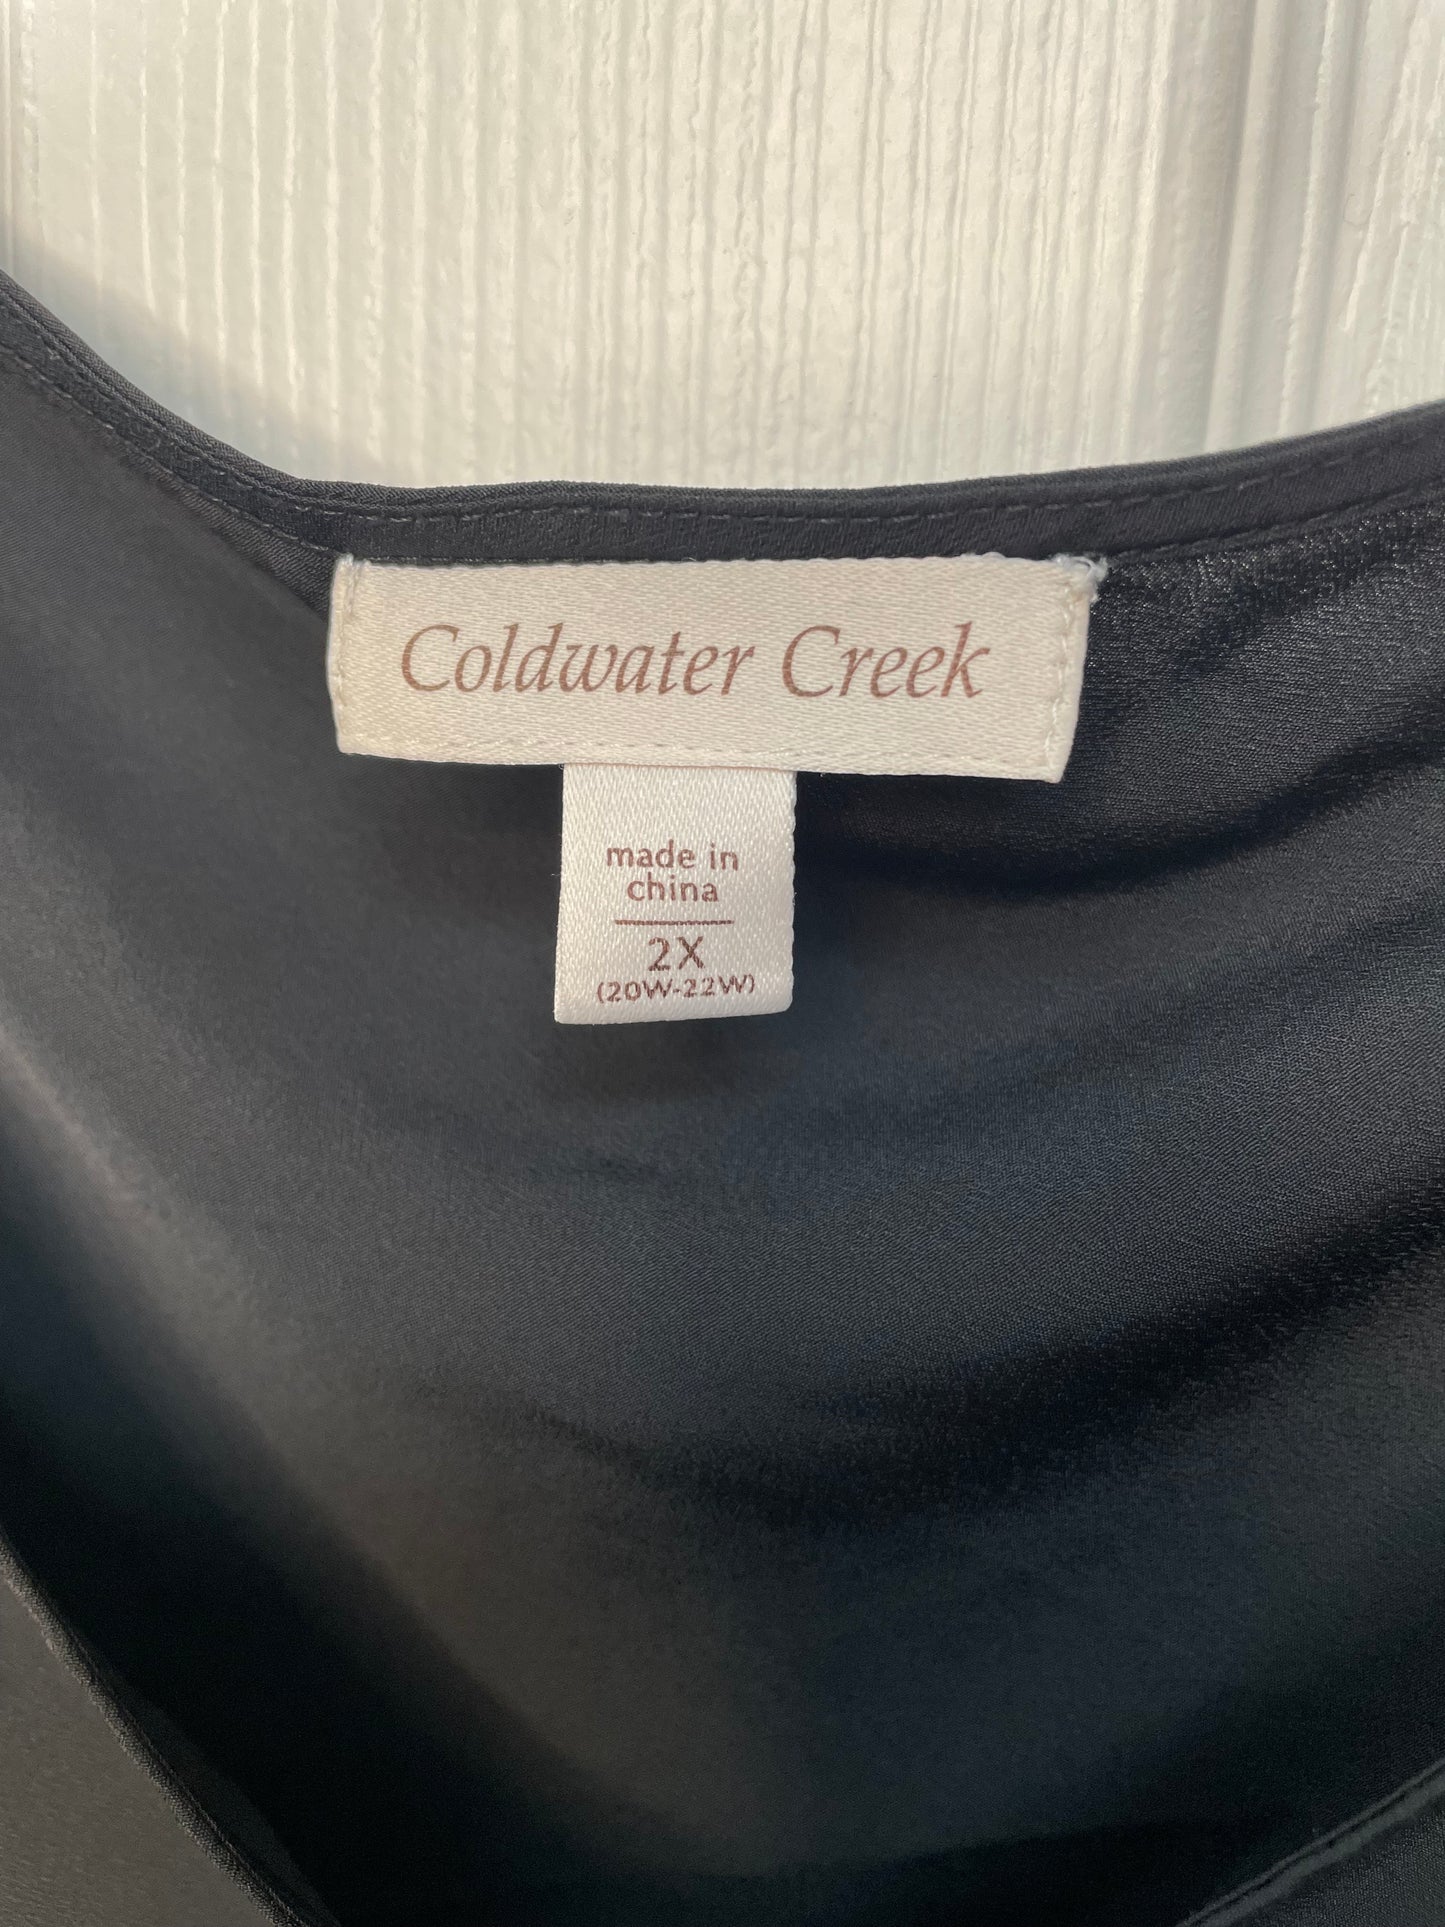 Coldwater Creek
made in
china
2X
(20W-22W)